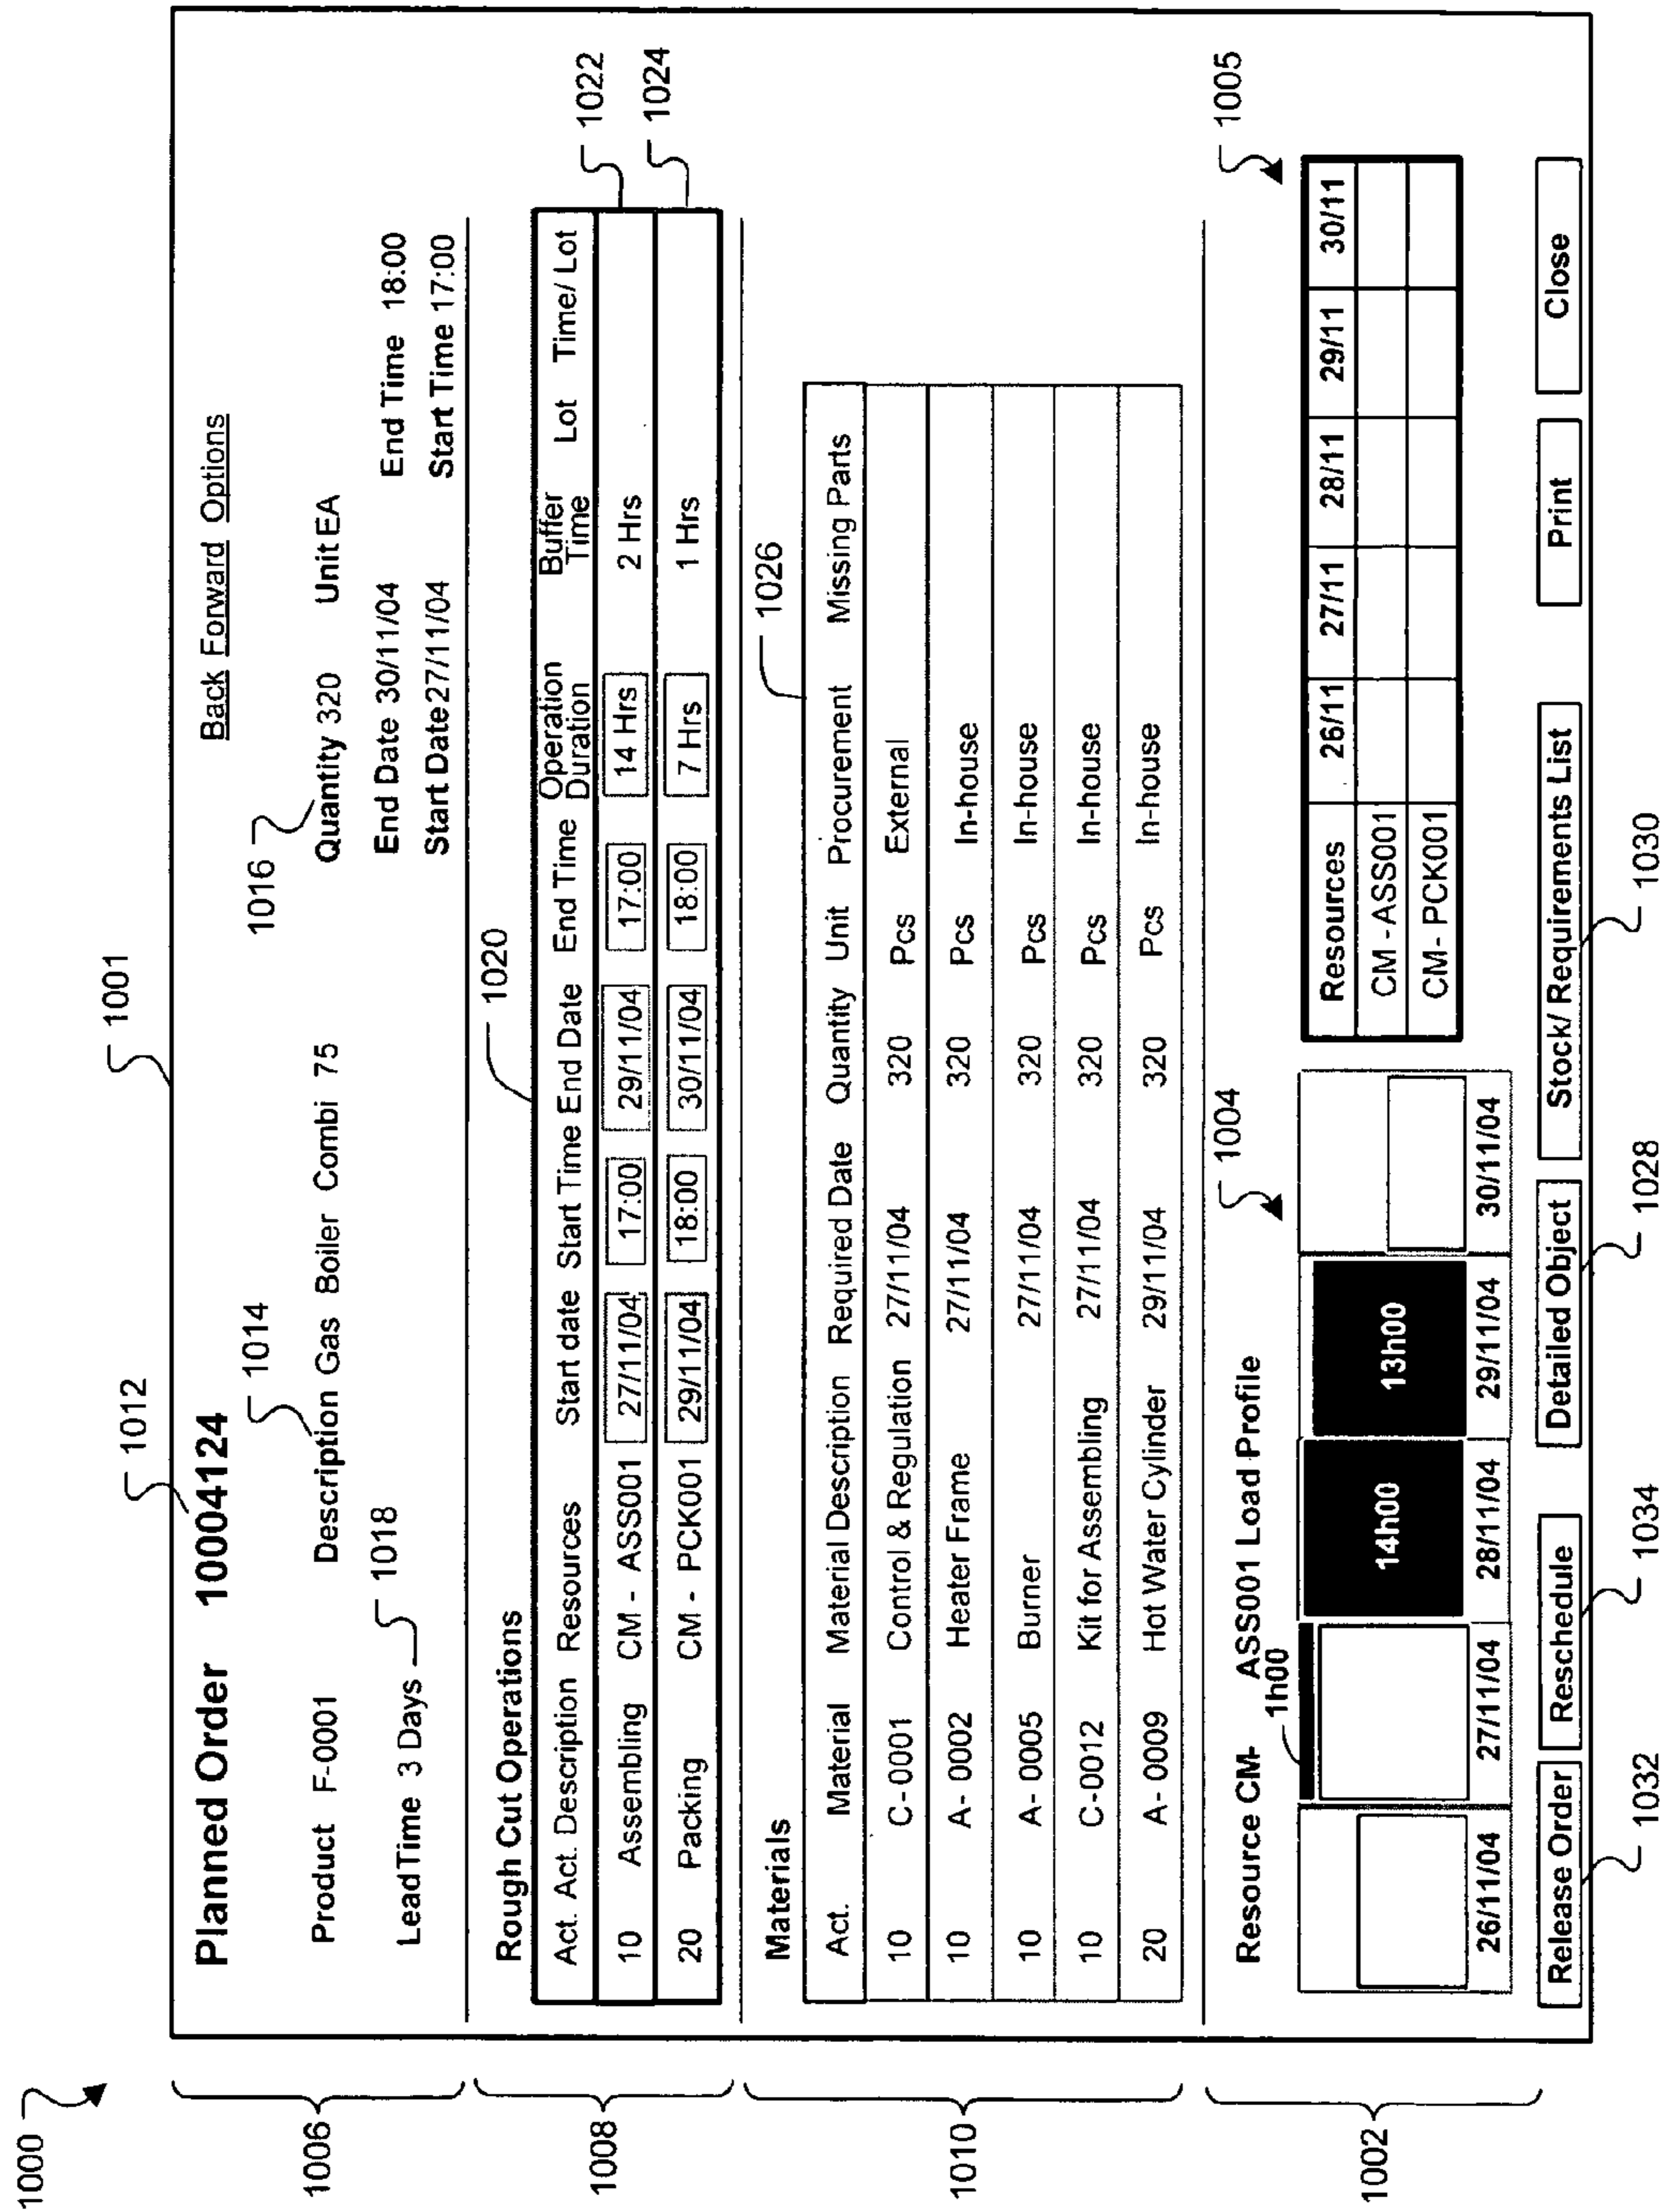 1000
1001
1012
Planned Order 10004124
Back Forward Options
1014
1016
1006
Product F-0001 Description Gas Boiler Combi 75 Quantity 320 Unit EA
1018
LeadTime 3 Days End Date 30/11/04 End Time 18:00
Start Date 27/11/04 Start Time 17:00
Rough Cut Operations
1020
1008
Act. Act. Description Resources Start date Start Time End Date End Time Operation Duration Buffer Time Lot Time/ Lot
10 Assembling CM - ASS001 27/11/04 17:00 29/11/04 17:00 14 Hrs 2 Hrs
1022
20 Packing CM - PCK001 29/11/04 18:00 30/11/04 18:00 7 Hrs 1 Hrs
1024
Materials
1026
1010
Act. Material Material Description Required Date Quantity Unit Procurement Missing Parts
10 C-0001 Control & Regulation 27/11/04 320 Pcs External
10 A-0002 Heater Frame 27/11/04 320 Pcs In-house
10 A-0005 Burner 27/11/04 320 Pcs In-house
10 C-0012 Kit for Assembling 27/11/04 320 Pcs In-house
20 A-0009 Hot Water Cylinder 29/11/04 320 Pcs In-house
1004
1005
1002
Resource CM- ASS001 Load Profile
1h00
14h00
13h00
26/11/04 27/11/04 28/11/04 29/11/04 30/11/04
Resources 26/11 27/11 28/11 29/11 30/11
CM -ASS001
CM- PCK001
Release Order Reschedule Detailed Object Stock/ Requirements List Print Close
1032 1034 1028 1030